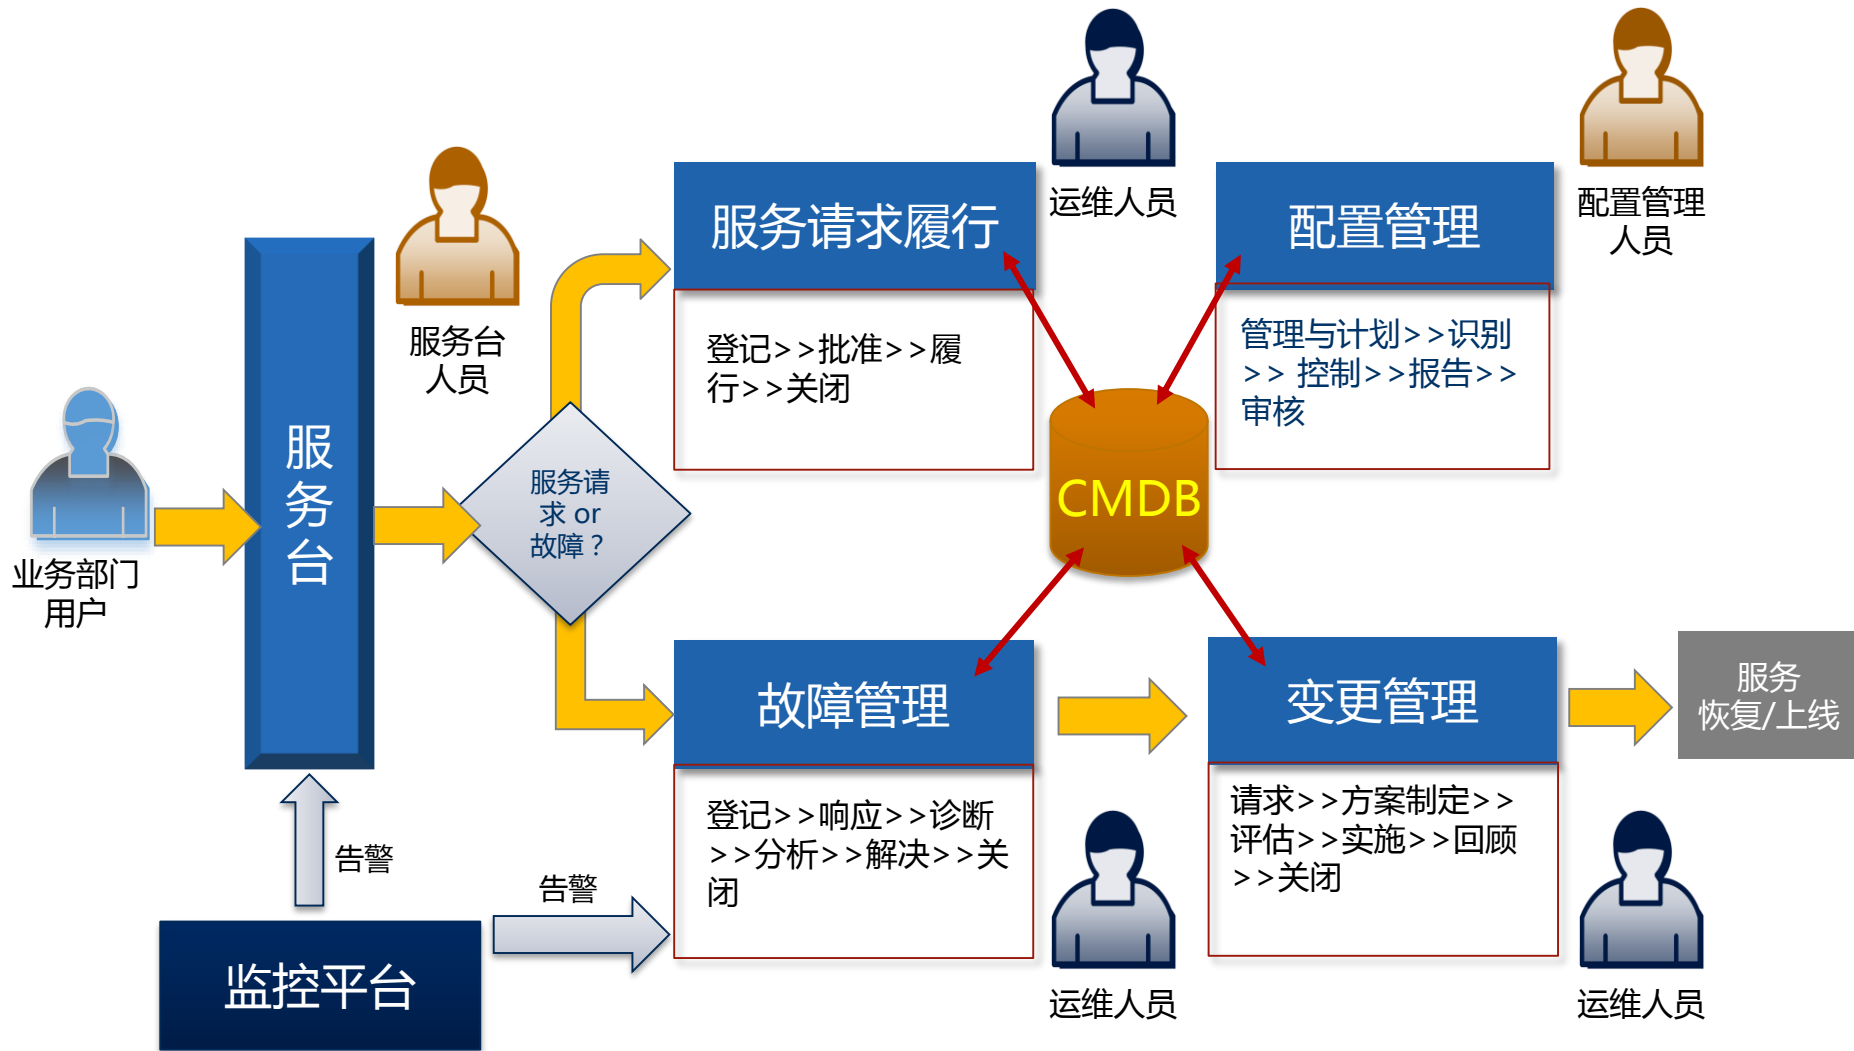 业务部门
用户
服
务
台
服务台
人员
服务请
求 or
故障？
服务请求履行
登记>>批准>>履
行>>关闭
运维人员
配置管理
管理与计划>>识别
>> 控制>>报告>>
审核
配置管理
人员
CMDB
故障管理
登记>>响应>>诊断
>>分析>>解决>>关
闭
运维人员
变更管理
请求>>方案制定>>
评估>>实施>>回顾
>>关闭
运维人员
服务
恢复/上线
告警
告警
监控平台